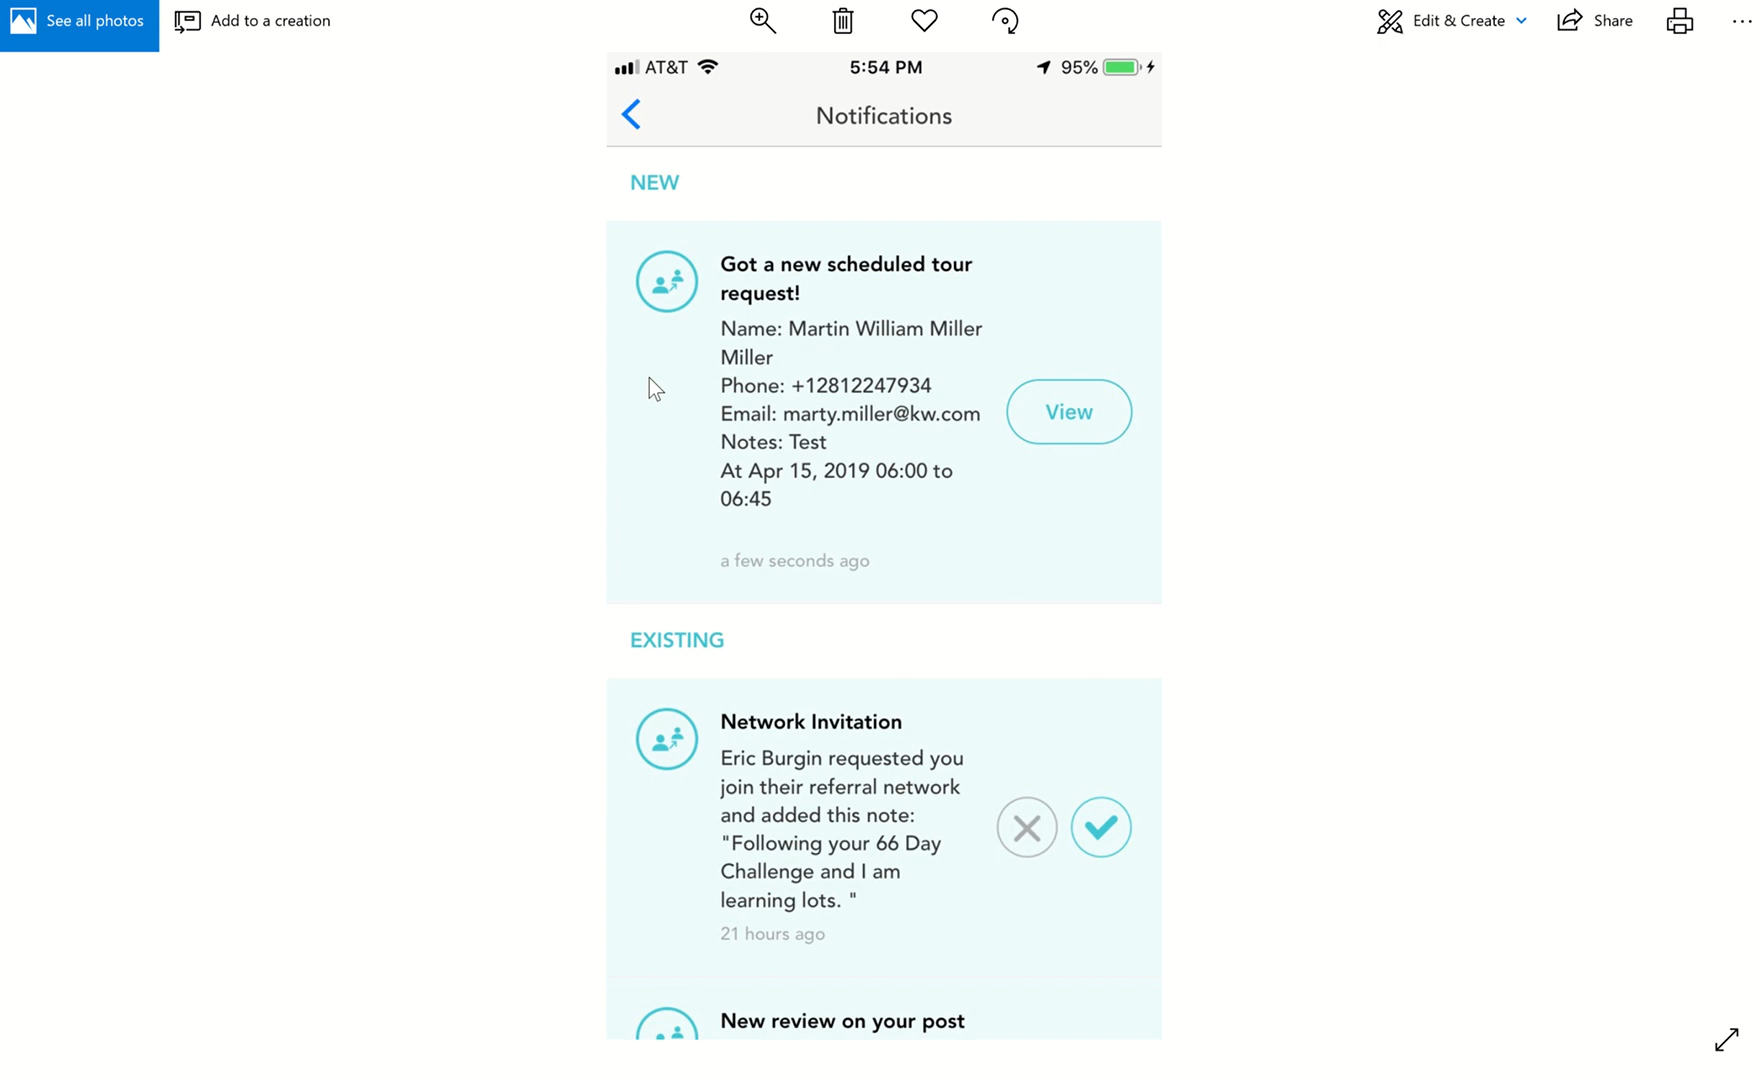 See all photos
Add to a creation
Edit & Create
Share
AT&T
5:54 PM
95%
Notifications
NEW
Got a new scheduled tour
request!
Name: Martin William Miller
Miller
Phone: +12812247934
Email: marty.miller@kw.com
Notes: Test
At Apr 15, 2019 06:00 to
06:45
View
a few seconds ago
EXISTING
Network Invitation
Eric Burgin requested you
join their referral network
and added this note:
"Following your 66 Day
Challenge and I am
learning lots. "
21 hours ago
New review on your post